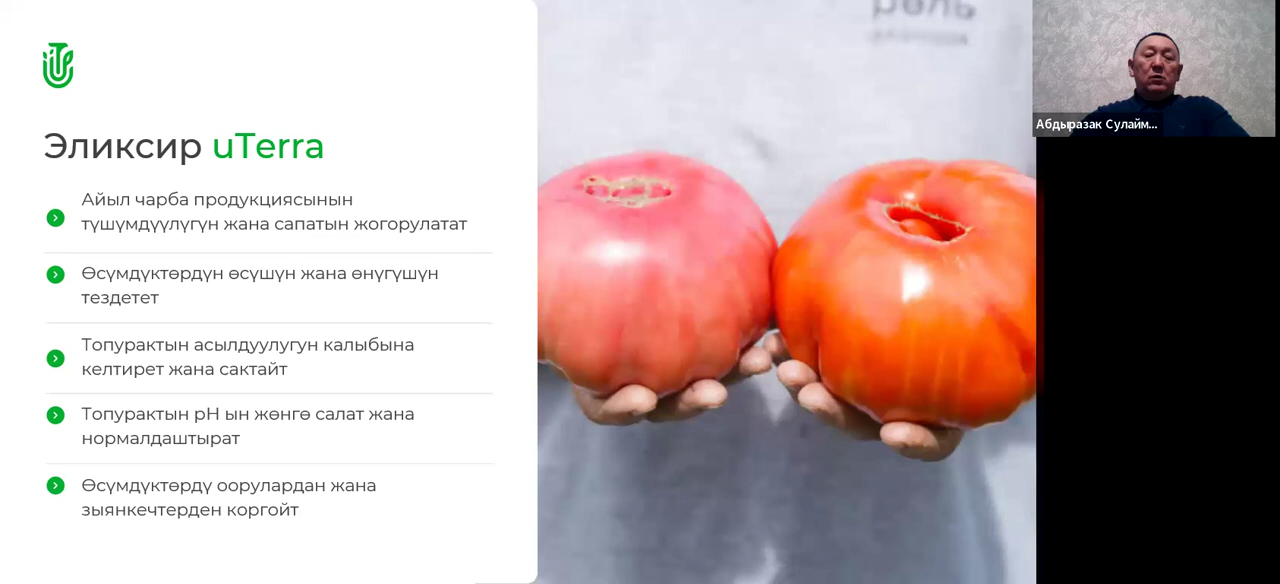 Эликсир uTerra
Айыл чарба продукциясынын
түшүмдүүлүгүн жана сапатын жогорулатат
Өсүмдүктөрдүн өсүшүн жана өнүгүшүн
тездетет
Топурактын асылдуулугун калыбына
келтирет жана сактайт
Топурактын pH ын жөнгө салат жана
нормалдаштырат
Өсүмдүктөрдү оорулардан жана
зыянкечтерден коргойт
Абдыразак Сулайм...